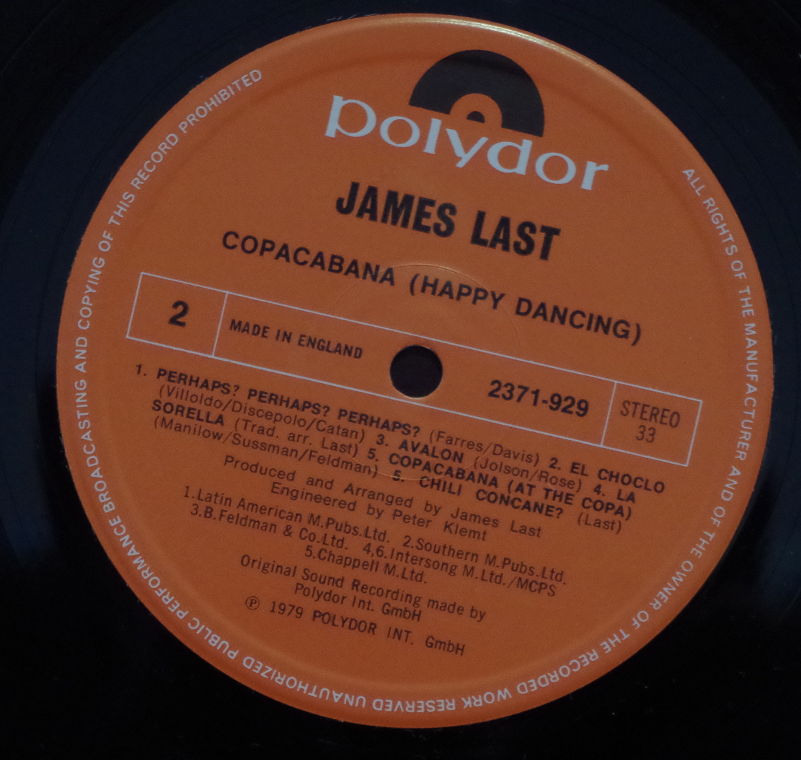 polydor
JAMES LAST
COPACABANA (HAPPY DANCING)
2
MADE IN ENGLAND
2371-929
STEREO
33
1. PERHAPS? PERHAPS? PERHAPS? (Farres/Davis) 2. EL CHOCLO
(Villoldo/Discepolo/Catan) 3. AVALON (Jolson/Rose) 4. LA
SORELLA (Trad. arr. Last) 5. COPACABANA (AT THE COPA)
(Manilow/Sussman/Feldman) 5. CHILI CONCANE? (Last)
Produced and Arranged by James Last
Engineered by Peter Klemt
1.Latin American M.Pubs.Ltd. 2.Southern M.Pubs.Ltd.
3.B.Feldman & Co.Ltd. 4,6.Intersong M.Ltd./MCPS
5.Chappell M.Ltd.
Original Sound Recording made by
Polydor Int. GmbH
℗ 1979 POLYDOR INT. GmbH
ALL RIGHTS OF THE MANUFACTURER AND OF THE OWNER OF THE RECORDED WORK RESERVED UNAUTHORIZED PUBLIC PERFORMANCE BROADCASTING AND COPYING OF THIS RECORD PROHIBITED